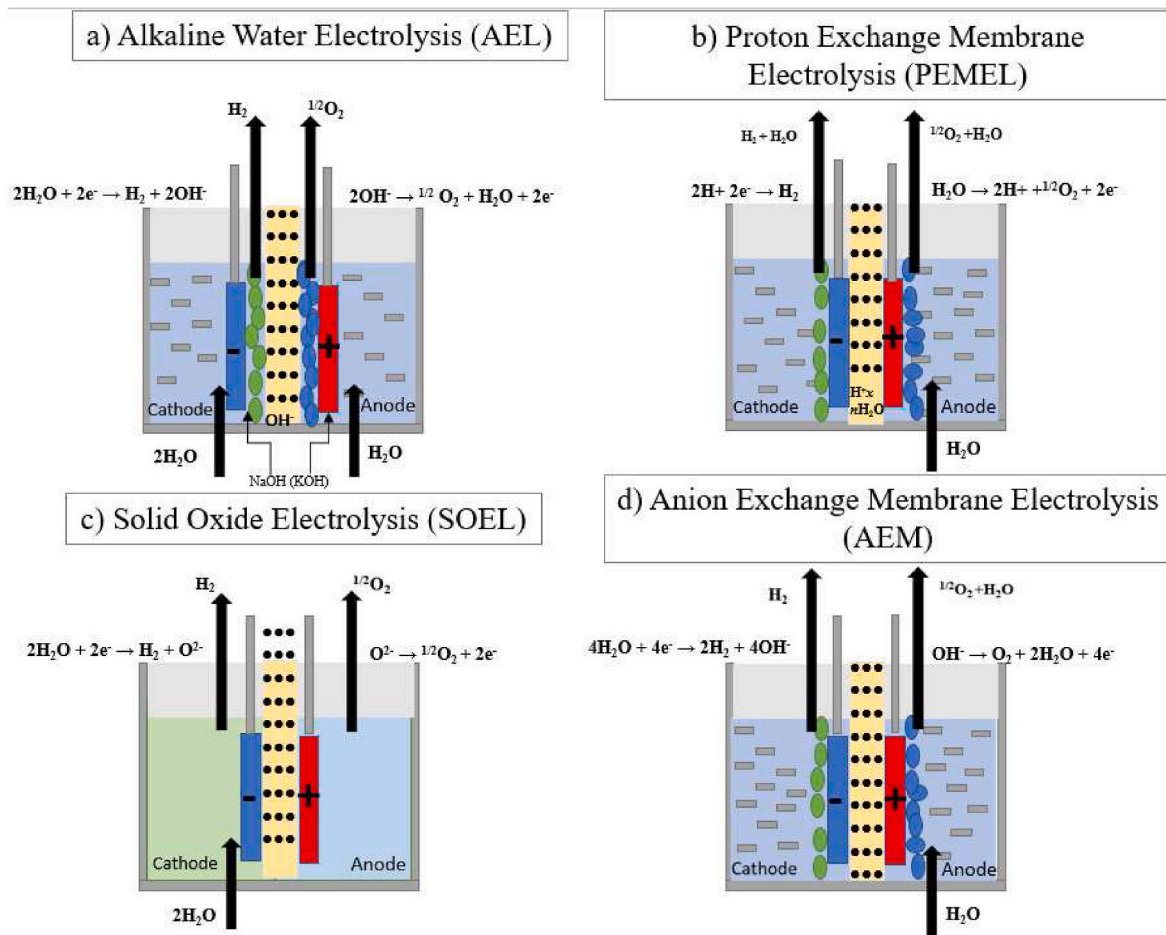 a) Alkaline Water Electrolysis (AEL)
H₂
¹/²O₂
2H₂O + 2e⁻ → H₂ + 2OH⁻
2OH⁻ → ¹/² O₂ + H₂O + 2e⁻
-
+
Cathode
OH⁻
Anode
2H₂O
NaOH (KOH)
H₂O
b) Proton Exchange Membrane
Electrolysis (PEMEL)
H₂ + H₂O
¹/²O₂ +H₂O
2H+ 2e⁻ → H₂
H₂O → 2H+ +¹/²O₂ + 2e⁻
-
+
Cathode
H⁺x
nH₂O
Anode
H₂O
c) Solid Oxide Electrolysis (SOEL)
H₂
¹/²O₂
2H₂O + 2e⁻ → H₂ + O²⁻
O²⁻ → ¹/²O₂ + 2e⁻
-
+
Cathode
Anode
2H₂O
d) Anion Exchange Membrane Electrolysis
(AEM)
H₂
¹/²O₂ +H₂O
4H₂O + 4e⁻ → 2H₂ + 4OH⁻
OH⁻ → O₂ + 2H₂O + 4e⁻
-
+
Cathode
Anode
H₂O